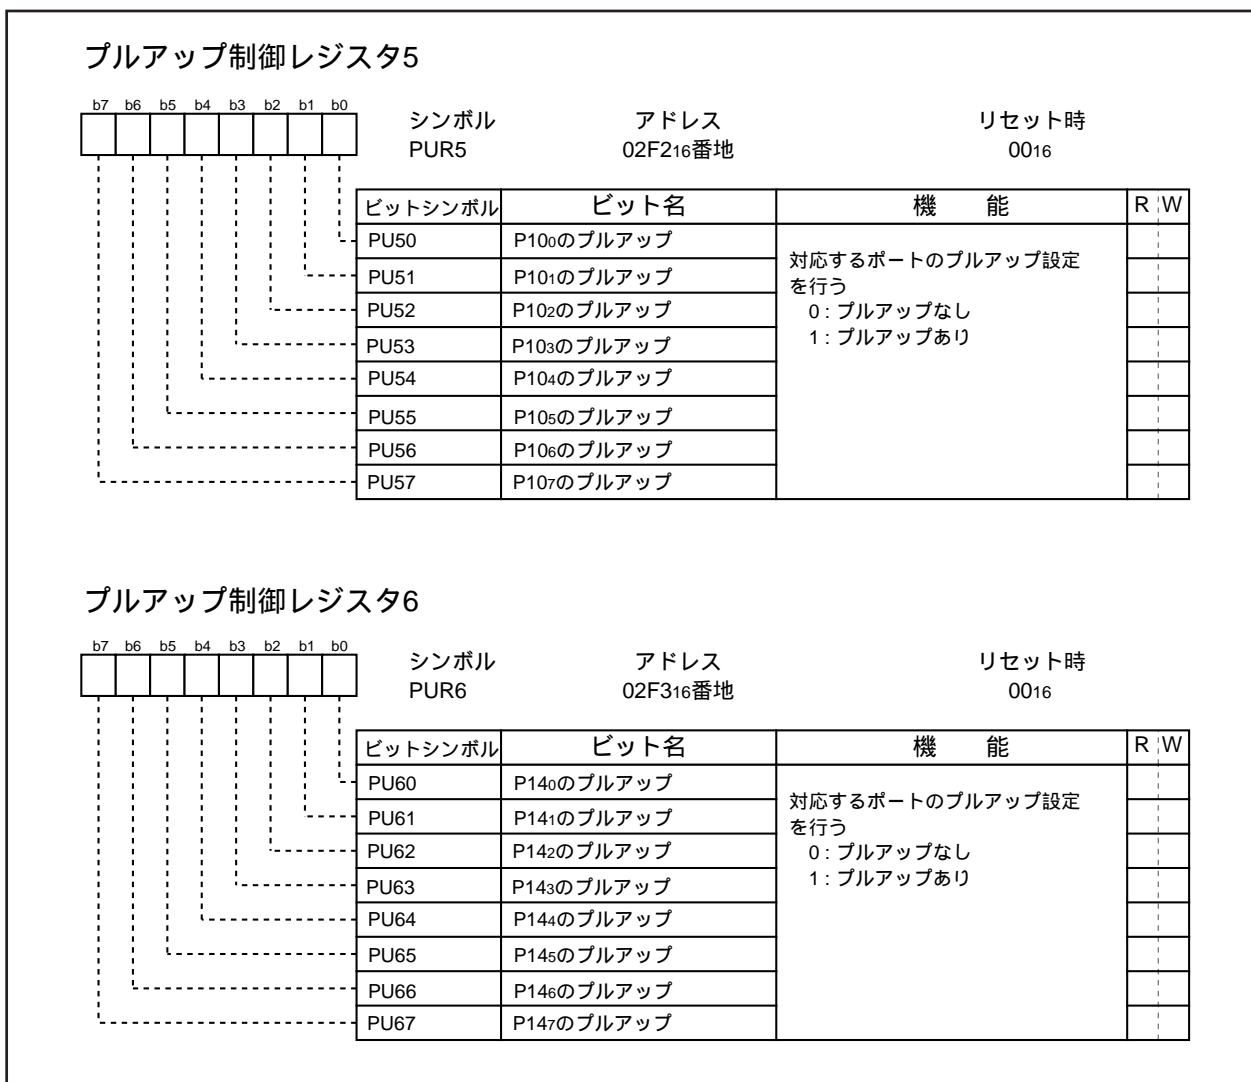 プルアップ制御レジスタ5
b7 b6 b5 b4 b3 b2 b1 b0
シンボル アドレス リセット時
PUR5 02F216番地 0016
ビットシンボル ビット名 機 能 R W
PU50 P100のプルアップ
対応するポートのプルアップ設定
を行う
0 : プルアップなし
1 : プルアップあり
PU51 P101のプルアップ
PU52 P102のプルアップ
PU53 P103のプルアップ
PU54 P104のプルアップ
PU55 P105のプルアップ
PU56 P106のプルアップ
PU57 P107のプルアップ
プルアップ制御レジスタ6
b7 b6 b5 b4 b3 b2 b1 b0
シンボル アドレス リセット時
PUR6 02F316番地 0016
ビットシンボル ビット名 機 能 R W
PU60 P140のプルアップ
対応するポートのプルアップ設定
を行う
0 : プルアップなし
1 : プルアップあり
PU61 P141のプルアップ
PU62 P142のプルアップ
PU63 P143のプルアップ
PU64 P144のプルアップ
PU65 P145のプルアップ
PU66 P146のプルアップ
PU67 P147のプルアップ